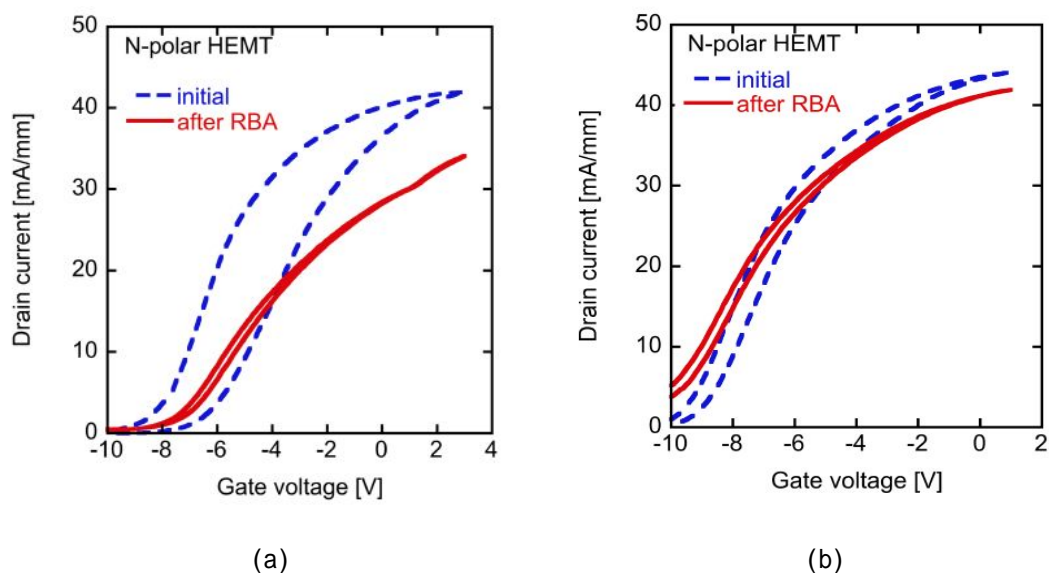 50
40
30
20
10
0
Drain current [mA/mm]
N-polar HEMT
initial
after RBA
-10
-8
-6
-4
-2
0
2
4
Gate voltage [V]
(a)
50
40
30
20
10
0
Drain current [mA/mm]
N-polar HEMT
initial
after RBA
-10
-8
-6
-4
-2
0
2
Gate voltage [V]
(b)